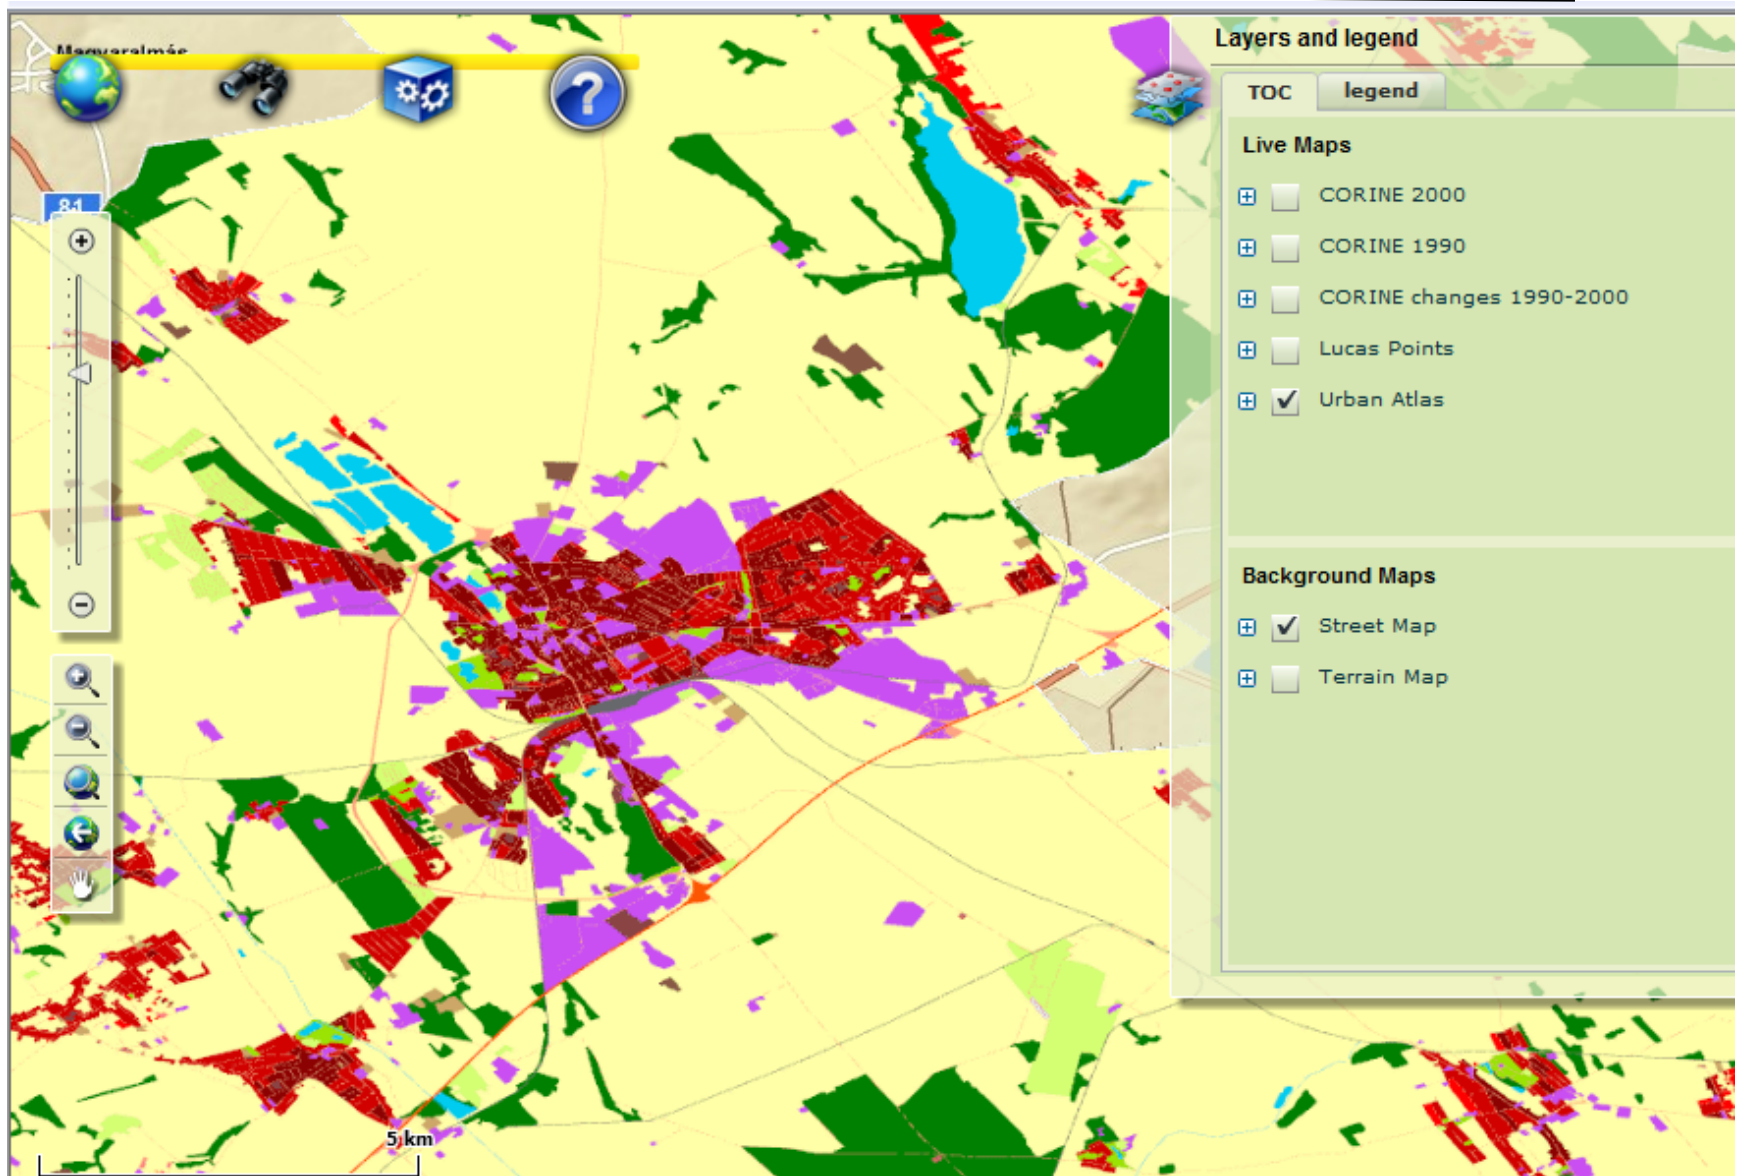 Magyaralmás
Layers and legend
TOC
legend
81
Live Maps
CORINE 2000
CORINE 1990
CORINE changes 1990-2000
Lucas Points
Urban Atlas
Background Maps
Street Map
Terrain Map
5 km